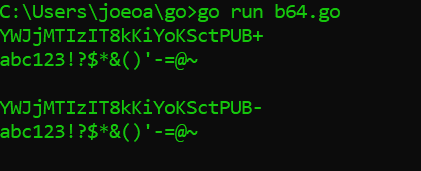 C:\Users\joeoa\go>go run b64.go
YWJjMTIzIT8kKiYoKSctPUB+
abc123!?$*&()'-=@~
YWJjMTIzIT8kKiYoKSctPUB-
abc123!?$*&()'-=@~